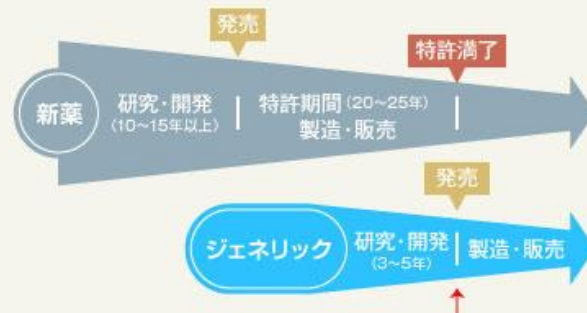 発売
特許満了
新薬
研究・開発
(10〜15年以上)
特許期間(20〜25年)
製造・販売
発売
ジェネリック
研究・開発
(3〜5年)
製造・販売